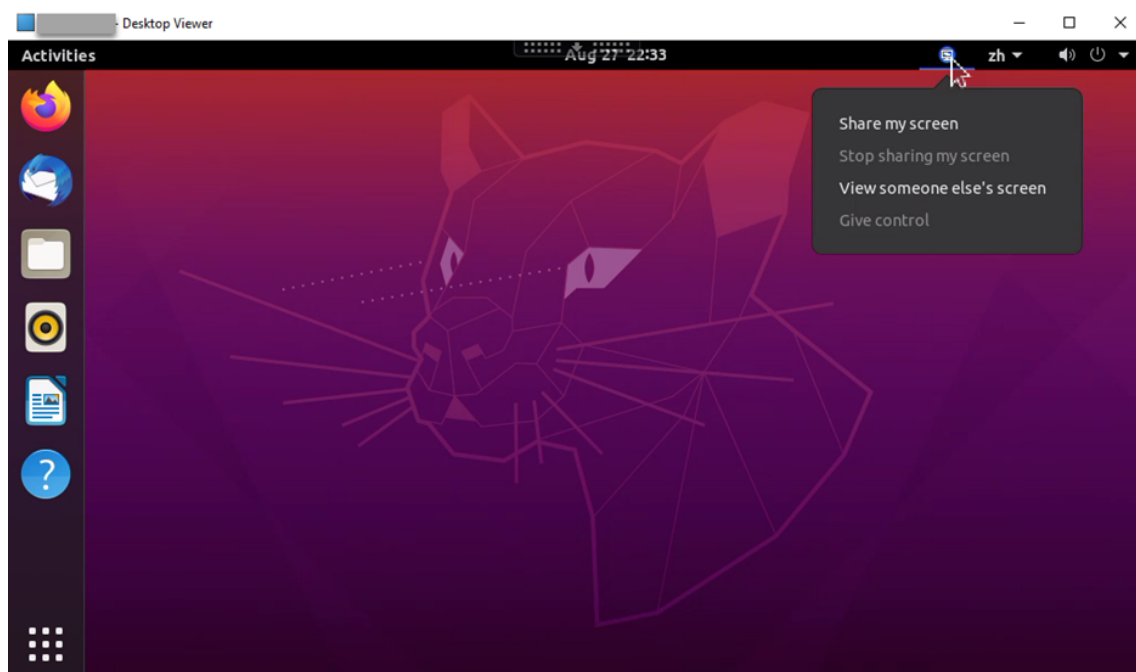 - Desktop Viewer
Activities
Aug 27 22:33
zh
Share my screen
Stop sharing my screen
View someone else's screen
Give control
?